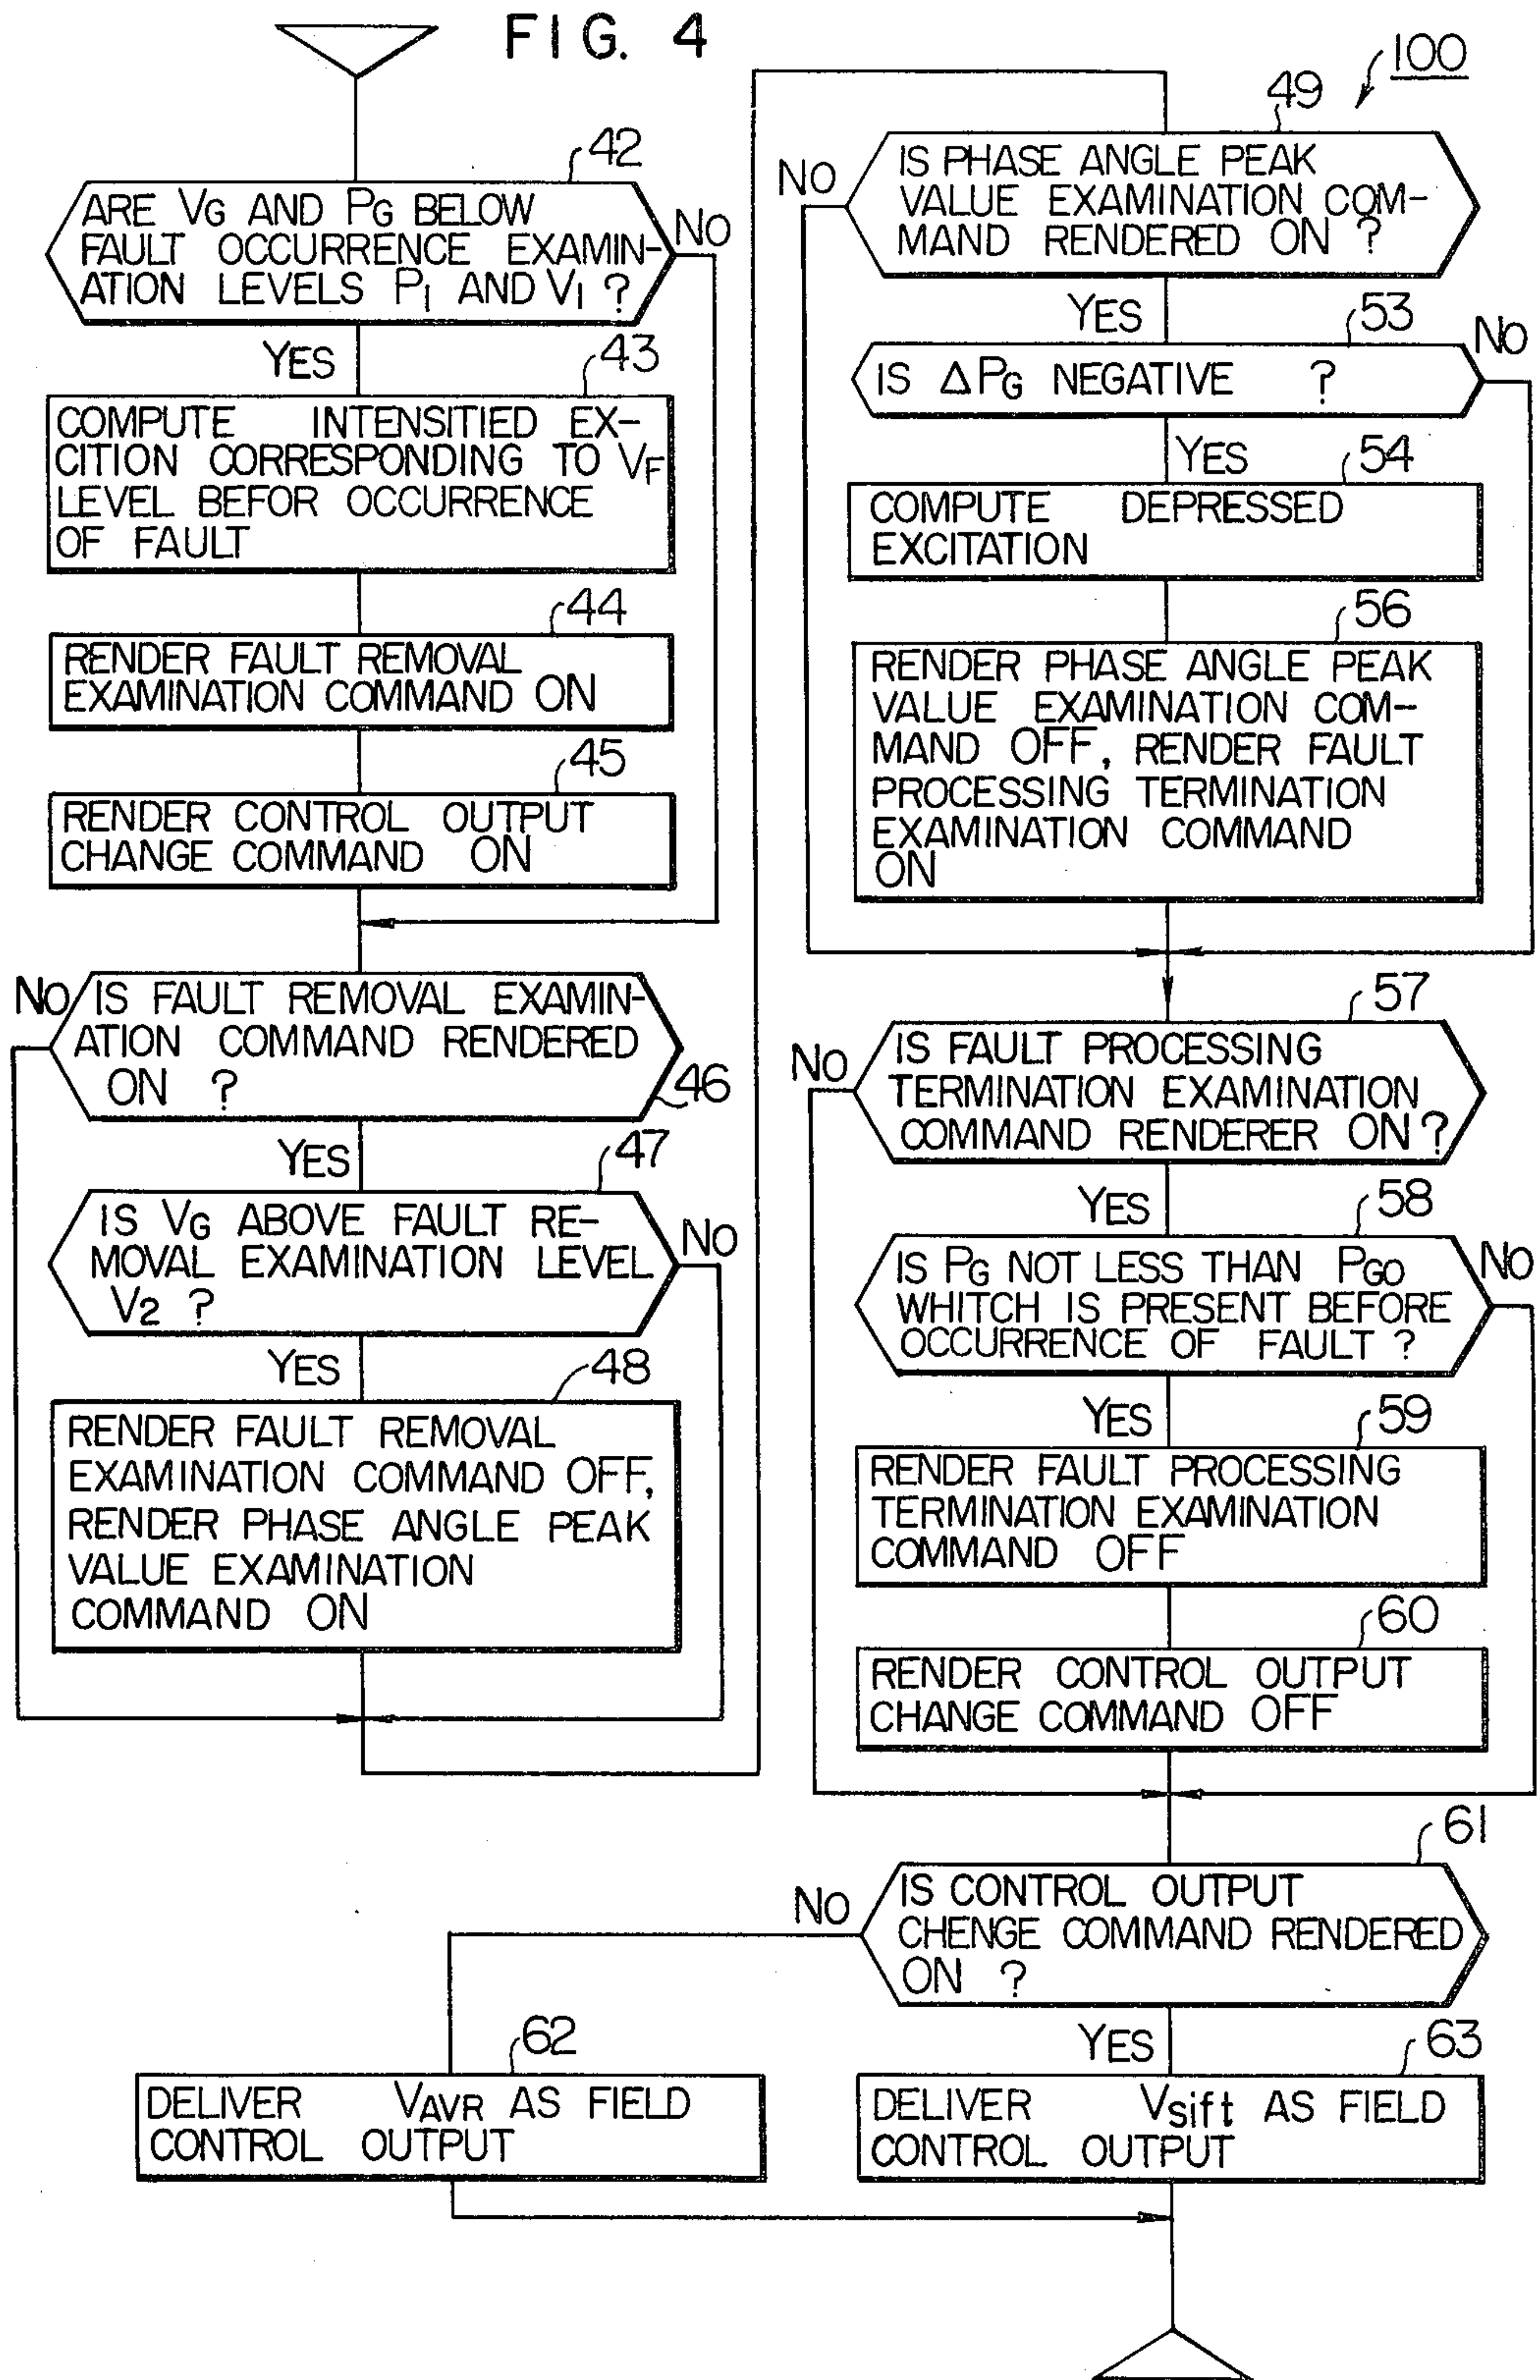 FIG. 4
100
42
ARE VG AND PG BELOW
FAULT OCCURRENCE EXAMIN-
ATION LEVELS P1 AND V1 ?
NO
YES
43
COMPUTE INTENSITIED EX-
CITION CORRESPONDING TO VF
LEVEL BEFOR OCCURRENCE
OF FAULT
44
RENDER FAULT REMOVAL
EXAMINATION COMMAND ON
45
RENDER CONTROL OUTPUT
CHANGE COMMAND ON
NO
IS FAULT REMOVAL EXAMIN-
ATION COMMAND RENDERED
ON ?
46
YES
47
IS VG ABOVE FAULT RE-
MOVAL EXAMINATION LEVEL
V2 ?
NO
YES
48
RENDER FAULT REMOVAL
EXAMINATION COMMAND OFF,
RENDER PHASE ANGLE PEAK
VALUE EXAMINATION
COMMAND ON
49
NO
IS PHASE ANGLE PEAK
VALUE EXAMINATION COM-
MAND RENDERED ON ?
YES
53
NO
IS ΔPG NEGATIVE ?
YES
54
COMPUTE DEPRESSED
EXCITATION
56
RENDER PHASE ANGLE PEAK
VALUE EXAMINATION COM-
MAND OFF, RENDER FAULT
PROCESSING TERMINATION
EXAMINATION COMMAND
ON
57
NO
IS FAULT PROCESSING
TERMINATION EXAMINATION
COMMAND RENDERER ON ?
YES
58
IS PG NOT LESS THAN PGO
WHITCH IS PRESENT BEFORE
OCCURRENCE OF FAULT ?
NO
YES
59
RENDER FAULT PROCESSING
TERMINATION EXAMINATION
COMMAND OFF
60
RENDER CONTROL OUTPUT
CHANGE COMMAND OFF
61
NO
IS CONTROL OUTPUT
CHENGE COMMAND RENDERED
ON ?
YES
62
DELIVER VAVR AS FIELD
CONTROL OUTPUT
63
DELIVER Vsift AS FIELD
CONTROL OUTPUT